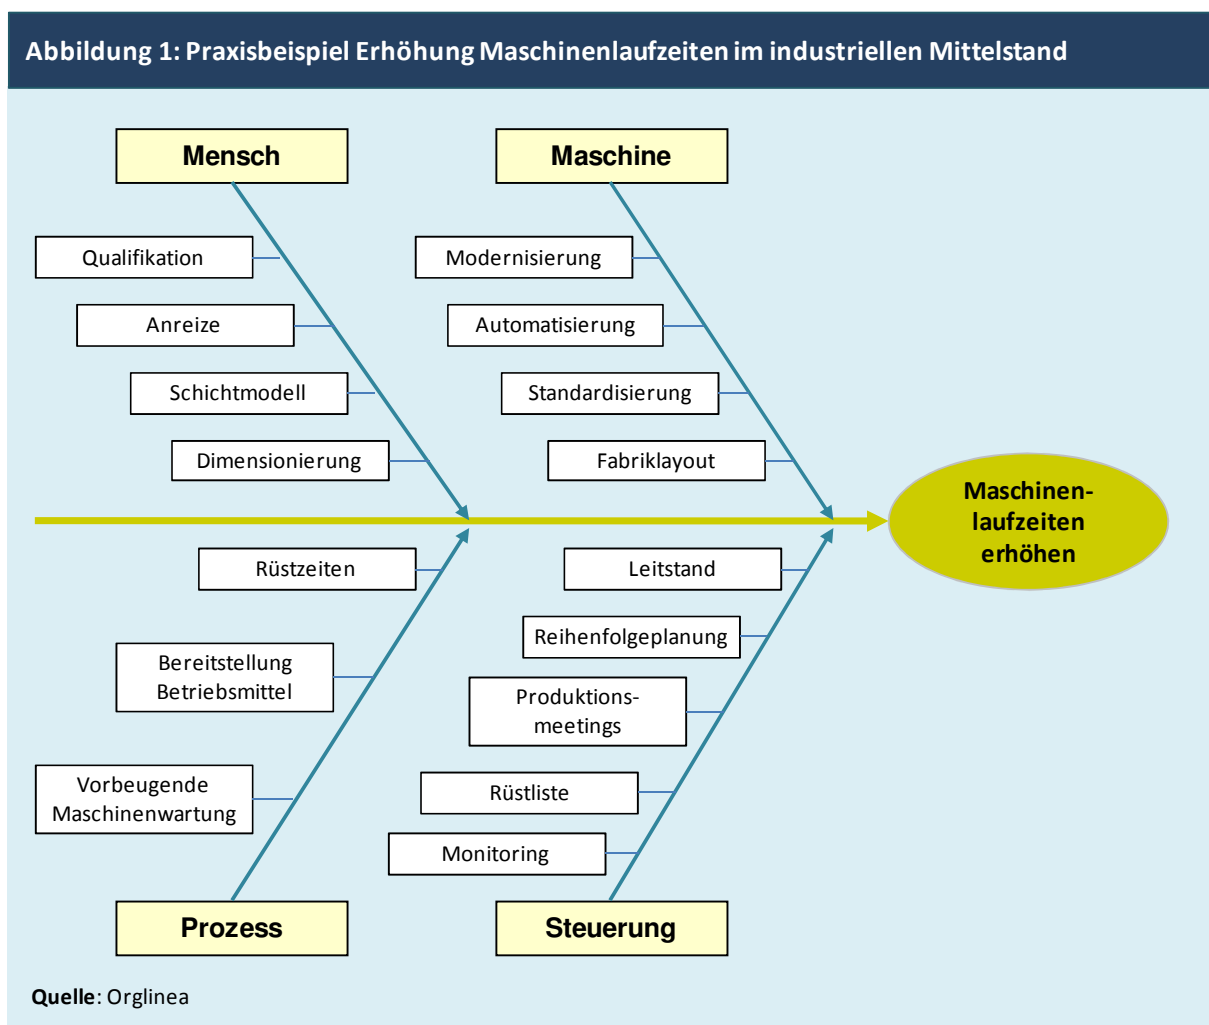 Abbildung 1: Praxisbeispiel Erhöhung Maschinenlaufzeiten im industriellen Mittelstand
Mensch
Qualifikation
Anreize
Schichtmodell
Dimensionierung
Maschine
Modernisierung
Automatisierung
Standardisierung
Fabriklayout
Maschinen-
laufzeiten
erhöhen
Rüstzeiten
Bereitstellung
Betriebsmittel
Vorbeugende
Maschinenwartung
Prozess
Leitstand
Reihenfolgeplanung
Produktions-
meetings
Rüstliste
Monitoring
Steuerung
Quelle: Orglinea